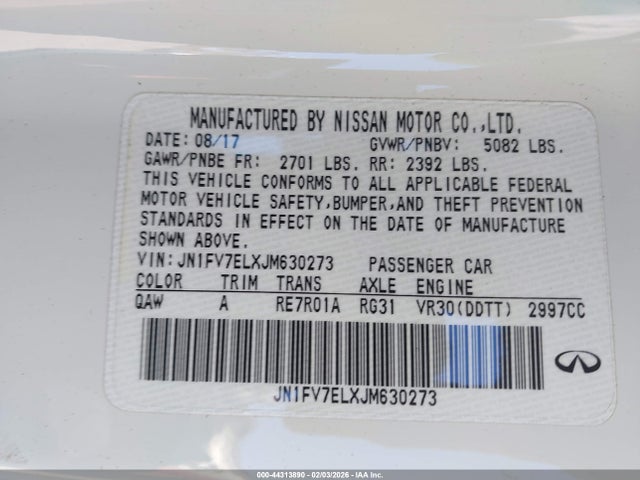 MANUFACTURED BY NISSAN MOTOR CO.,LTD.
DATE: 08/17 GVWR/PNBV: 5082 LBS.
GAWR/PNBE FR: 2701 LBS. RR: 2392 LBS.
THIS VEHICLE CONFORMS TO ALL APPLICABLE FEDERAL
MOTOR VEHICLE SAFETY,BUMPER,AND THEFT PREVENTION
STANDARDS IN EFFECT ON THE DATE OF MANUFACTURE
SHOWN ABOVE.
VIN:JN1FV7ELXJM630273 PASSENGER CAR
COLOR TRIM TRANS AXLE ENGINE
QAW A RE7R01A RG31 VR30(DDTT) 2997CC
JN1FV7ELXJM630273
000-44313890 - 02/03/2026 - IAA Inc.